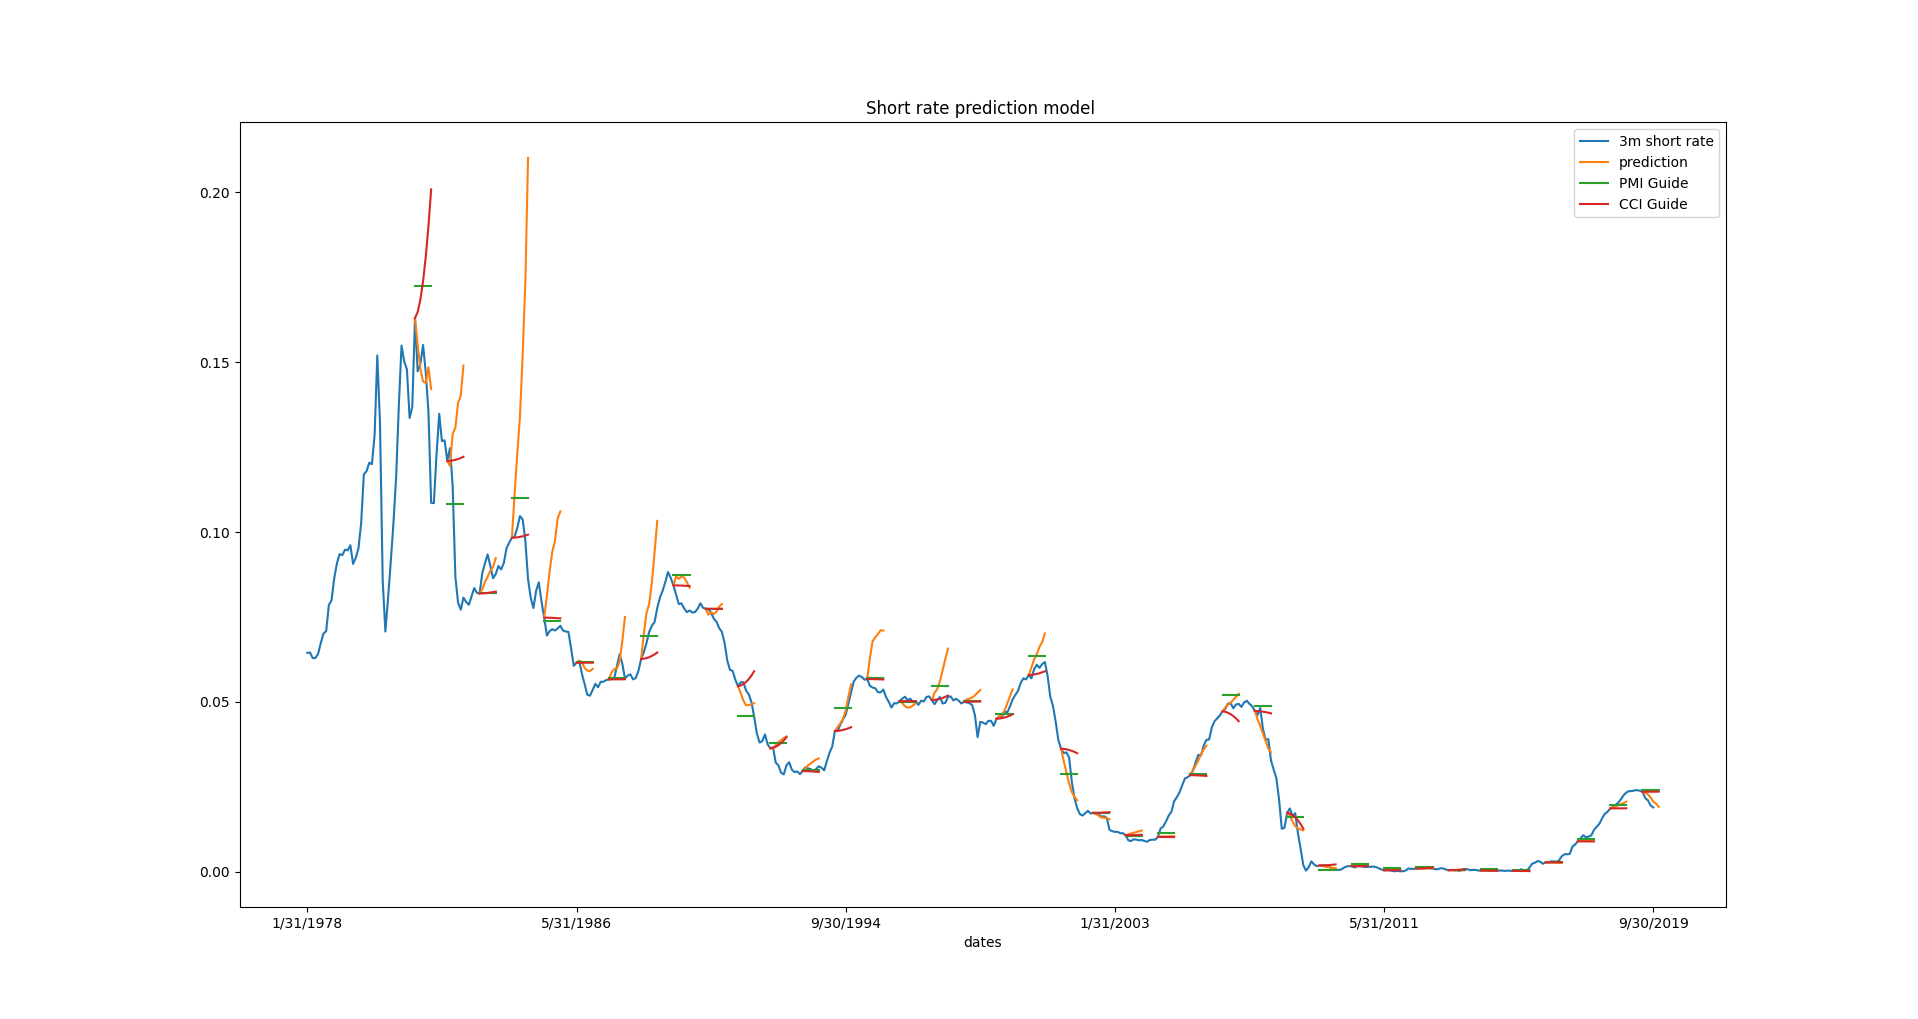 Short rate prediction model
3m short rate
prediction
PMI Guide
CCI Guide
0.20
0.15
0.10
0.05
0.00
1/31/1978 5/31/1986 9/30/1994 1/31/2003 5/31/2011 9/30/2019
dates